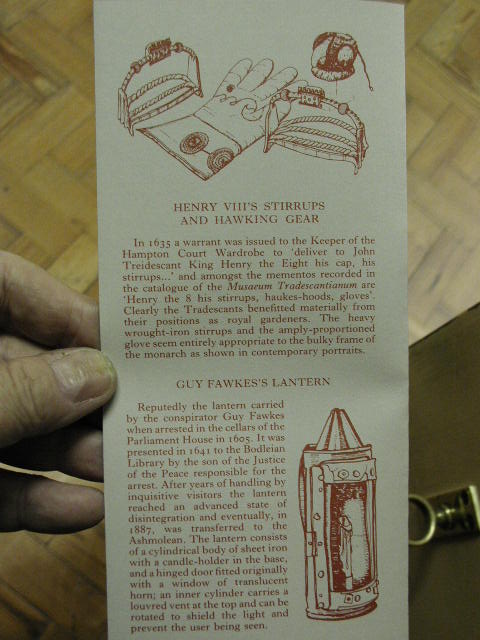 HENRY VIII'S STIRRUPS
AND HAWKING GEAR
In 1635 a warrant was issued to the Keeper of the
Hampton Court Wardrobe to 'deliver to John
Treidescant King Henry the Eight his cap, his
stirrups...' and amongst the mementos recorded in
the catalogue of the Musaeum Tradescantianum are
'Henry the 8 his stirrups, haukes-hoods, gloves'.
Clearly the Tradescants benefitted materially from
their positions as royal gardeners. The heavy
wrought-iron stirrups and the amply-proportioned
glove seem entirely appropriate to the bulky frame of
the monarch as shown in contemporary portraits.
GUY FAWKES'S LANTERN
Reputedly the lantern carried
by the conspirator Guy Fawkes
when arrested in the cellars of the
Parliament House in 1605. It was
presented in 1641 to the Bodleian
Library by the son of the Justice
of the Peace responsible for the
arrest. After years of handling by
inquisitive visitors the lantern
reached an advanced state of
disintegration and eventually, in
1887, was transferred to the
Ashmolean. The lantern consists
of a cylindrical body of sheet iron
with a candle-holder in the base,
and a hinged door fitted originally
with a window of translucent
horn; an inner cylinder carries a
louvred vent at the top and can be
rotated to shield the light and
prevent the user being seen.